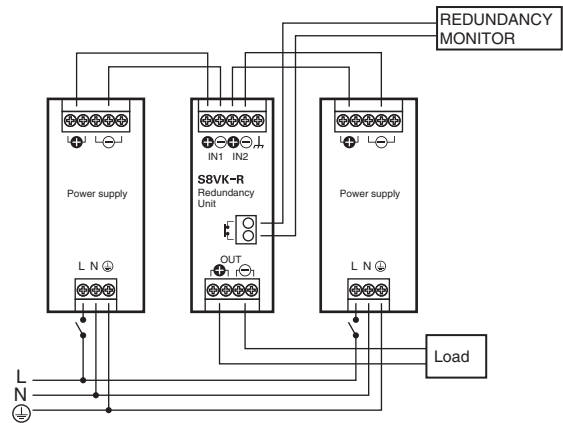 REDUNDANCY
MONITOR
IN1 IN2
S8VK-R
Redundancy
Unit
Power supply
Power supply
OUT
L N
L N
Load
L
N